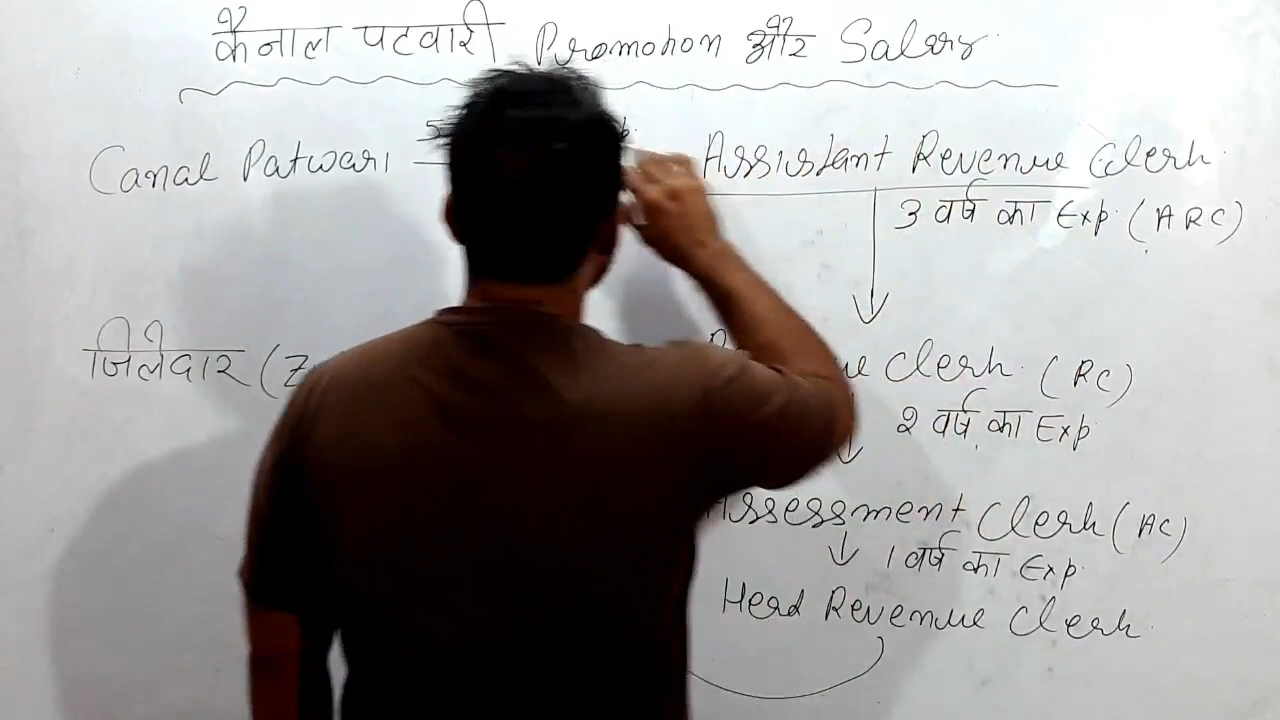 कैनाल पटवारी Promotion और Salary
Canal Patwari 5 Assistant Revenue Clerk
3 वर्ष का Exp. (ARC)
जिलेदार (Z Clerk. (RC)
2 वर्ष का Exp.
Assessment Clerk (AC)
1 वर्ष का Exp.
Head Revenue Clerk.